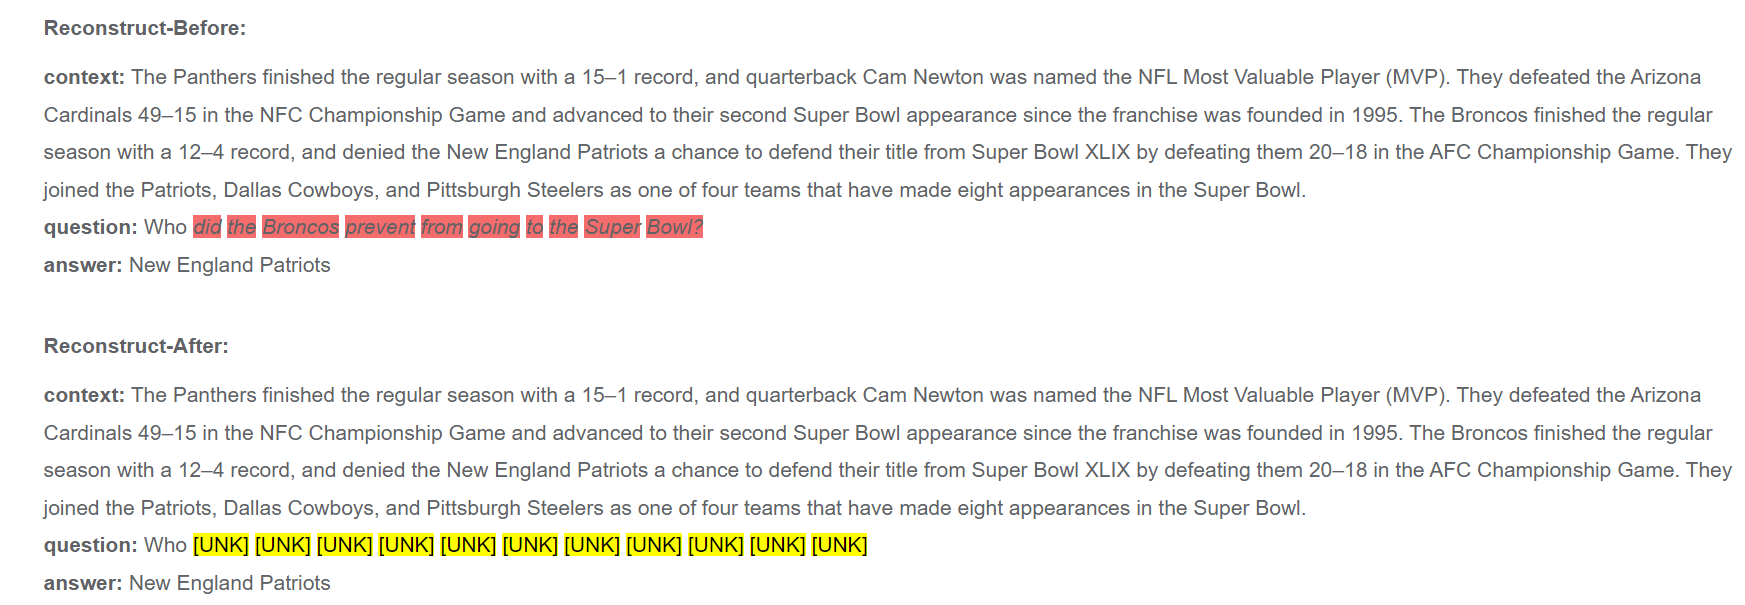 Reconstruct-Before:
context: The Panthers finished the regular season with a 15–1 record, and quarterback Cam Newton was named the NFL Most Valuable Player (MVP). They defeated the Arizona
Cardinals 49–15 in the NFC Championship Game and advanced to their second Super Bowl appearance since the franchise was founded in 1995. The Broncos finished the regular
season with a 12–4 record, and denied the New England Patriots a chance to defend their title from Super Bowl XLIX by defeating them 20–18 in the AFC Championship Game. They
joined the Patriots, Dallas Cowboys, and Pittsburgh Steelers as one of four teams that have made eight appearances in the Super Bowl.
question: Who did the Broncos prevent from going to the Super Bowl?
answer: New England Patriots
Reconstruct-After:
context: The Panthers finished the regular season with a 15–1 record, and quarterback Cam Newton was named the NFL Most Valuable Player (MVP). They defeated the Arizona
Cardinals 49–15 in the NFC Championship Game and advanced to their second Super Bowl appearance since the franchise was founded in 1995. The Broncos finished the regular
season with a 12–4 record, and denied the New England Patriots a chance to defend their title from Super Bowl XLIX by defeating them 20–18 in the AFC Championship Game. They
joined the Patriots, Dallas Cowboys, and Pittsburgh Steelers as one of four teams that have made eight appearances in the Super Bowl.
question: Who [UNK] [UNK] [UNK] [UNK] [UNK] [UNK] [UNK] [UNK] [UNK] [UNK] [UNK]
answer: New England Patriots